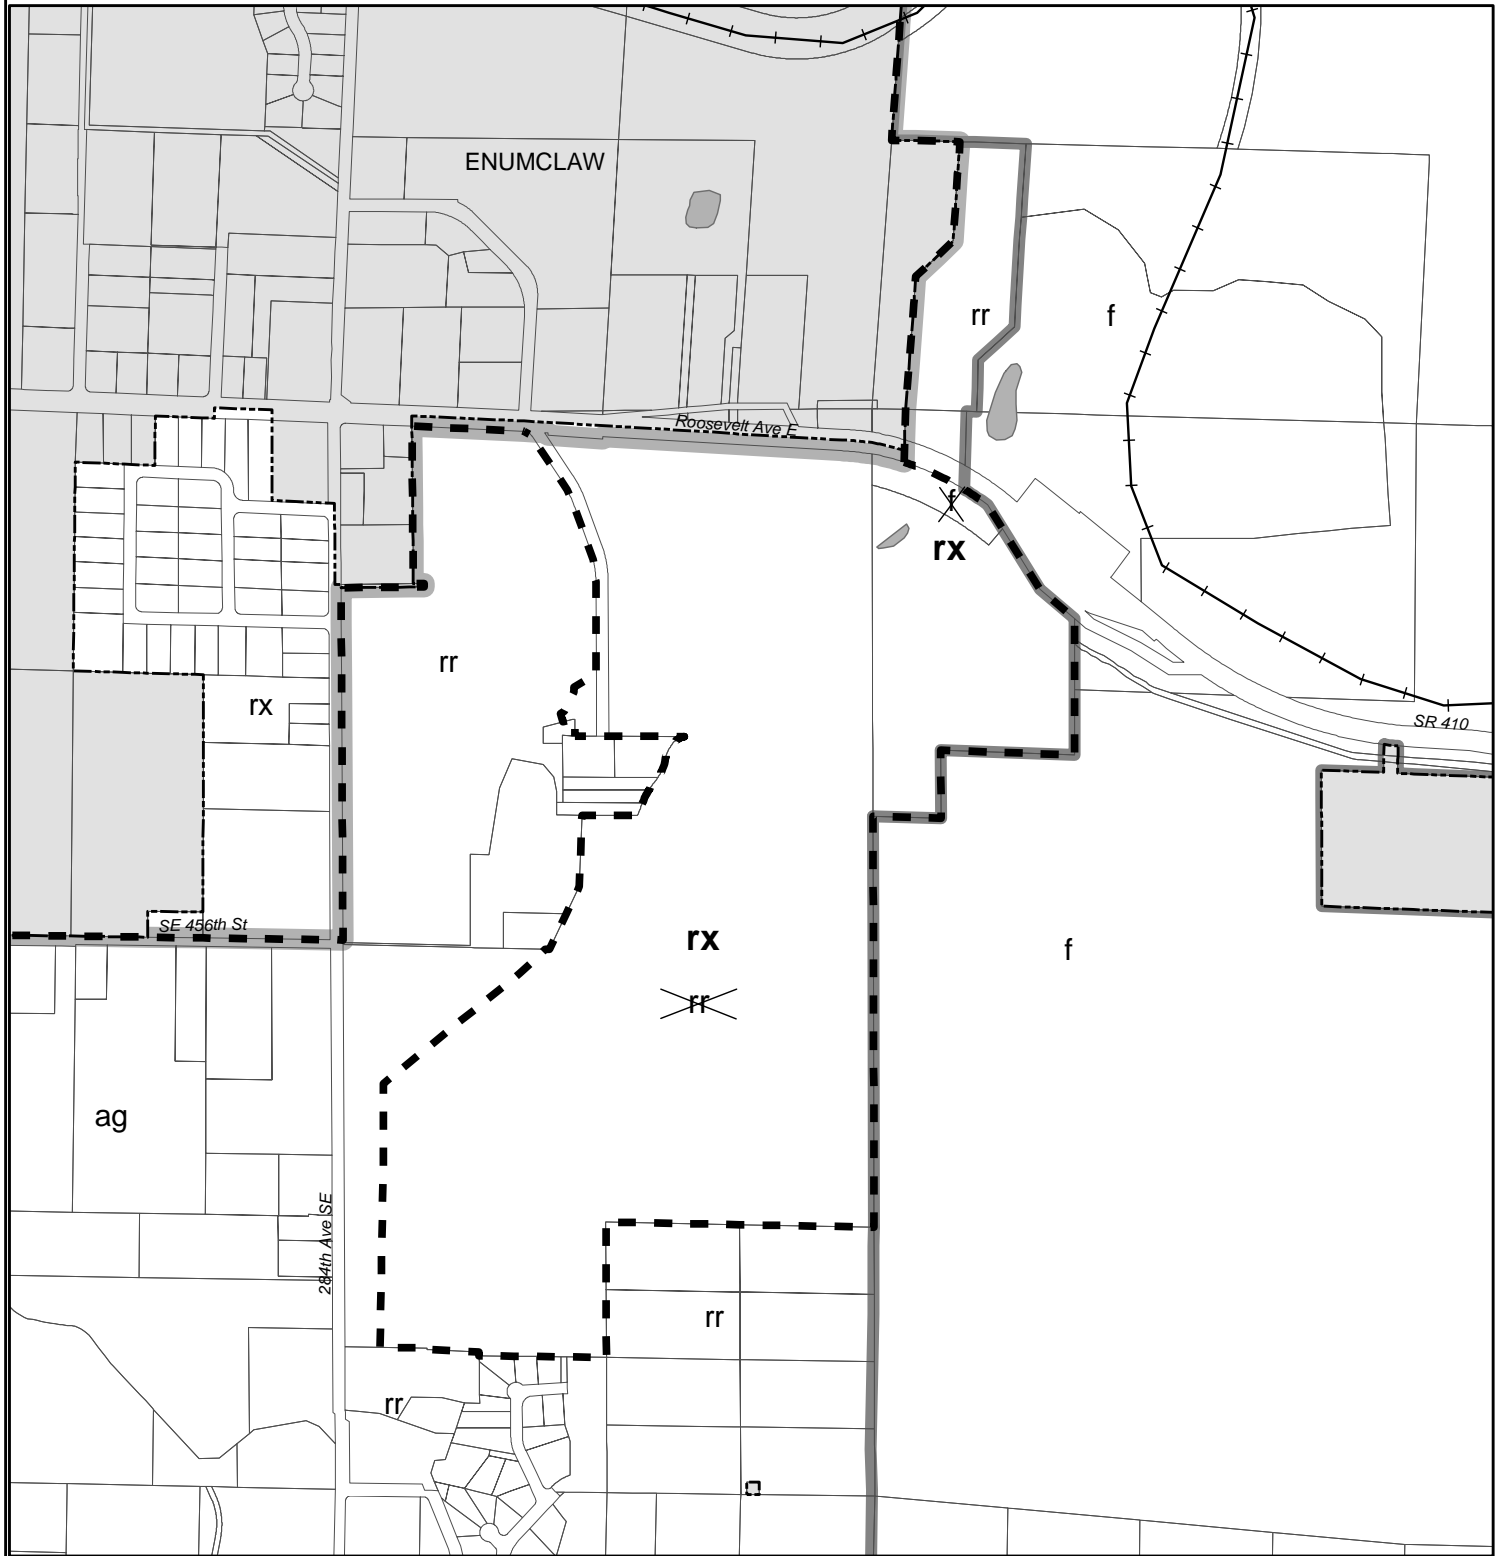 ENUMCLAW
rr
f
Roosevelt Ave E
f
rx
rr
rx
SR 410
SE 456th St
rx
f
rr
ag
284th Ave SE
rr
rr